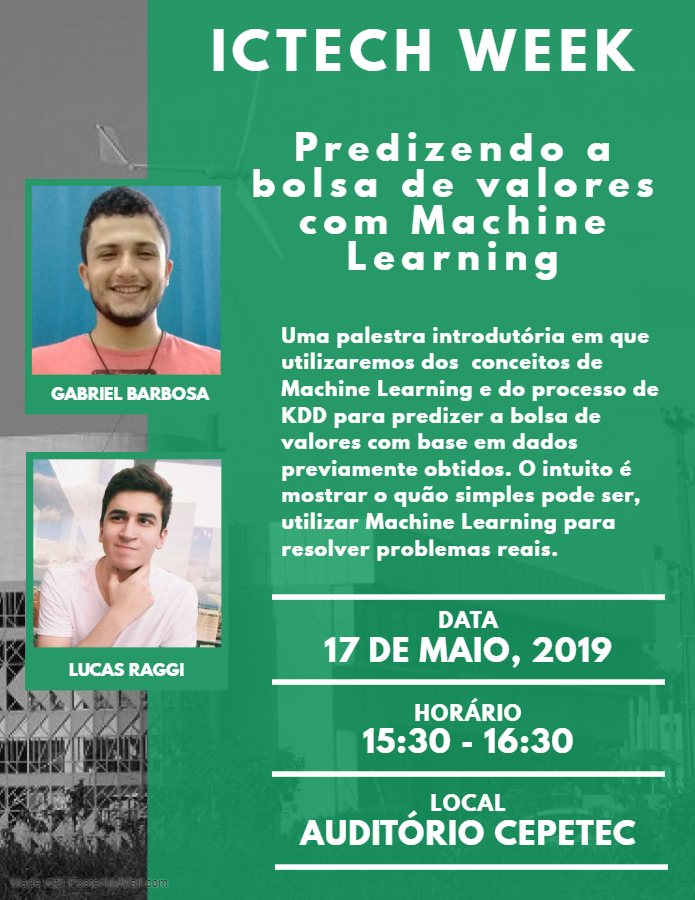 ICTECH WEEK
Predizendo a
bolsa de valores
com Machine
Learning
GABRIEL BARBOSA
Uma palestra introdutória em que
utilizaremos dos conceitos de
Machine Learning e do processo de
KDD para predizer a bolsa de
valores com base em dados
previamente obtidos. O intuito é
mostrar o quão simples pode ser,
utilizar Machine Learning para
resolver problemas reais.
LUCAS RAGGI
DATA
17 DE MAIO, 2019
HORÁRIO
15:30 - 16:30
LOCAL
AUDITÓRIO CEPETEC
Made with PosterMyWall.com